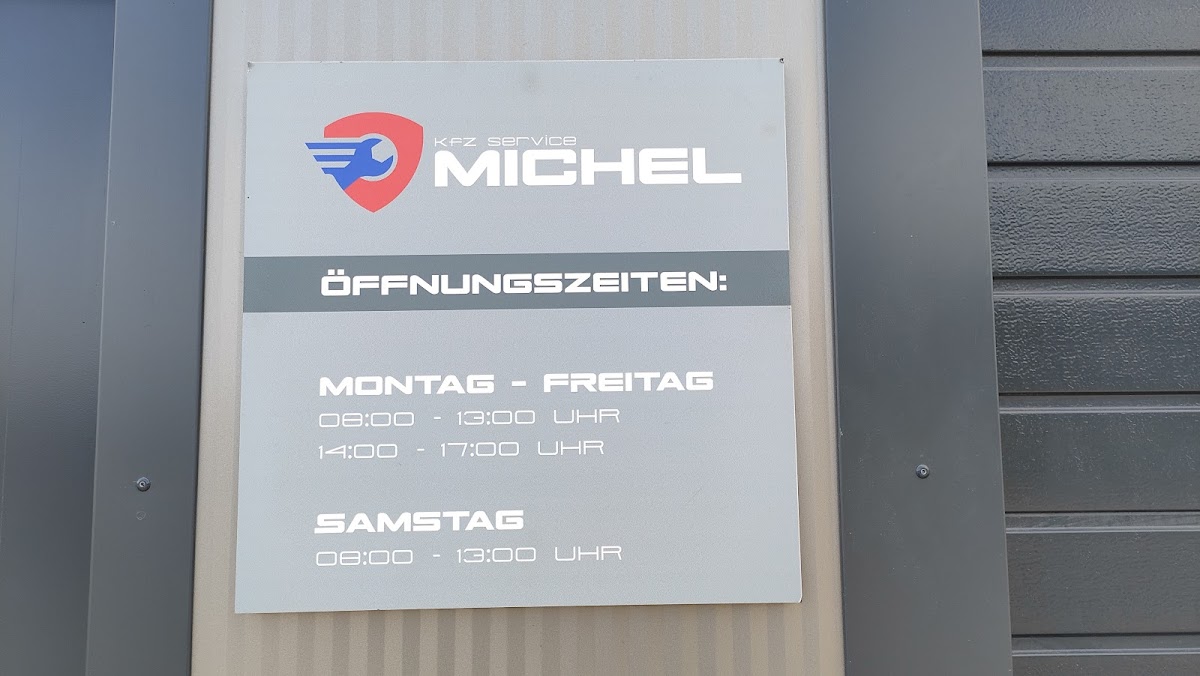 kfz service
MICHEL
ÖFFNUNGSZEITEN:
MONTAG - FREITAG
08:00 - 13:00 UHR
14:00 - 17:00 UHR
SAMSTAG
08:00 - 13:00 UHR